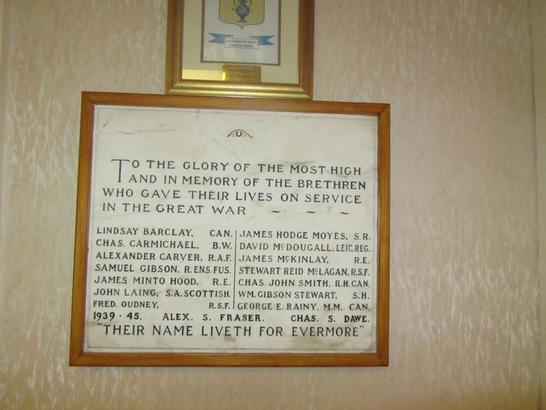 TO THE GLORY OF THE MOST HIGH
AND IN MEMORY OF THE BRETHREN
WHO GAVE THEIR LIVES ON SERVICE
IN THE GREAT WAR ~ ~ ~
LINDSAY BARCLAY, CAN.
CHAS. CARMICHAEL, B.W.
ALEXANDER CARVER, R.A.F.
SAMUEL GIBSON, R. ENS. FUS.
JAMES MINTO HOOD, R.E.
JOHN LAING, S.A. SCOTTISH.
FRED. OUDNEY, R.S.F.
JAMES HODGE MOYES, S.R.
DAVID McDOUGALL, LEIC. REG.
JAMES McKINLAY, R.E.
STEWART REID McLAGAN, R.S.F.
CHAS. JOHN SMITH, R.H. CAN.
WM. GIBSON STEWART, S.H.
GEORGE E. RAINY, M.M. CAN.
1939·45. ALEX. S. FRASER. CHAS. S. DAWE.
"THEIR NAME LIVETH FOR EVERMORE"